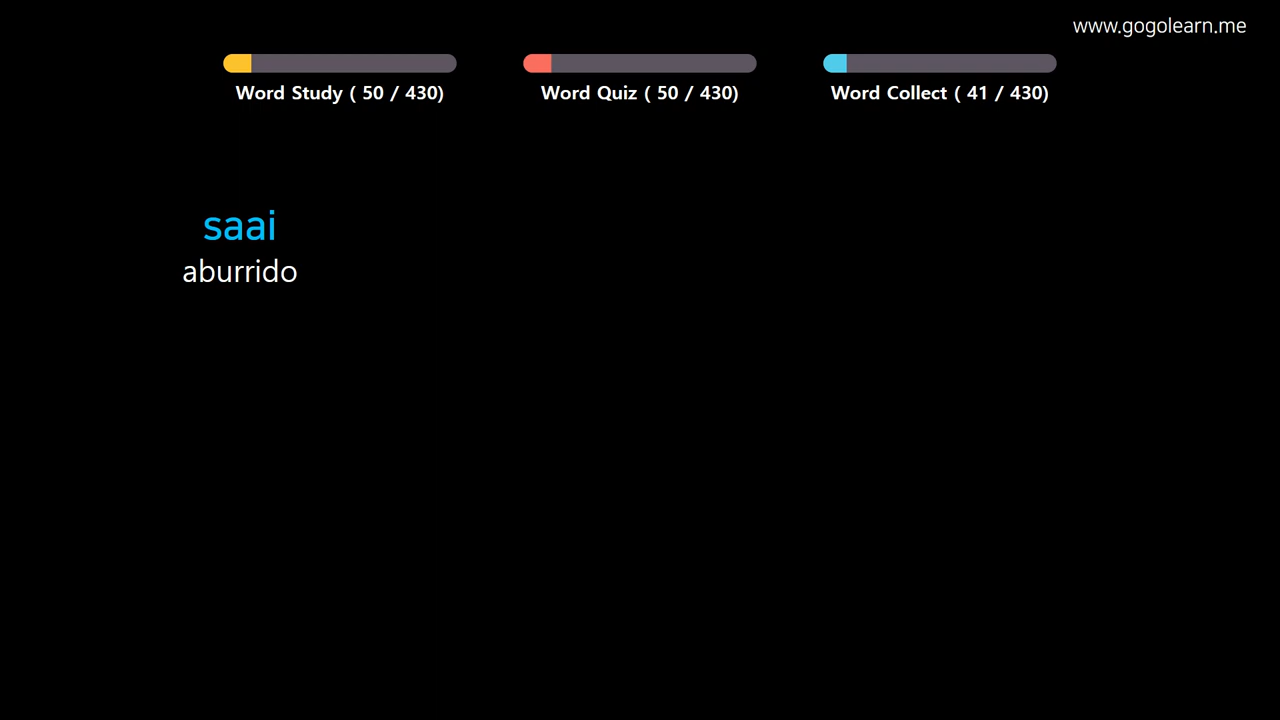 www.gogolearn.me
Word Study ( 50 / 430)
Word Quiz ( 50 / 430)
Word Collect ( 41 / 430)
saai
aburrido